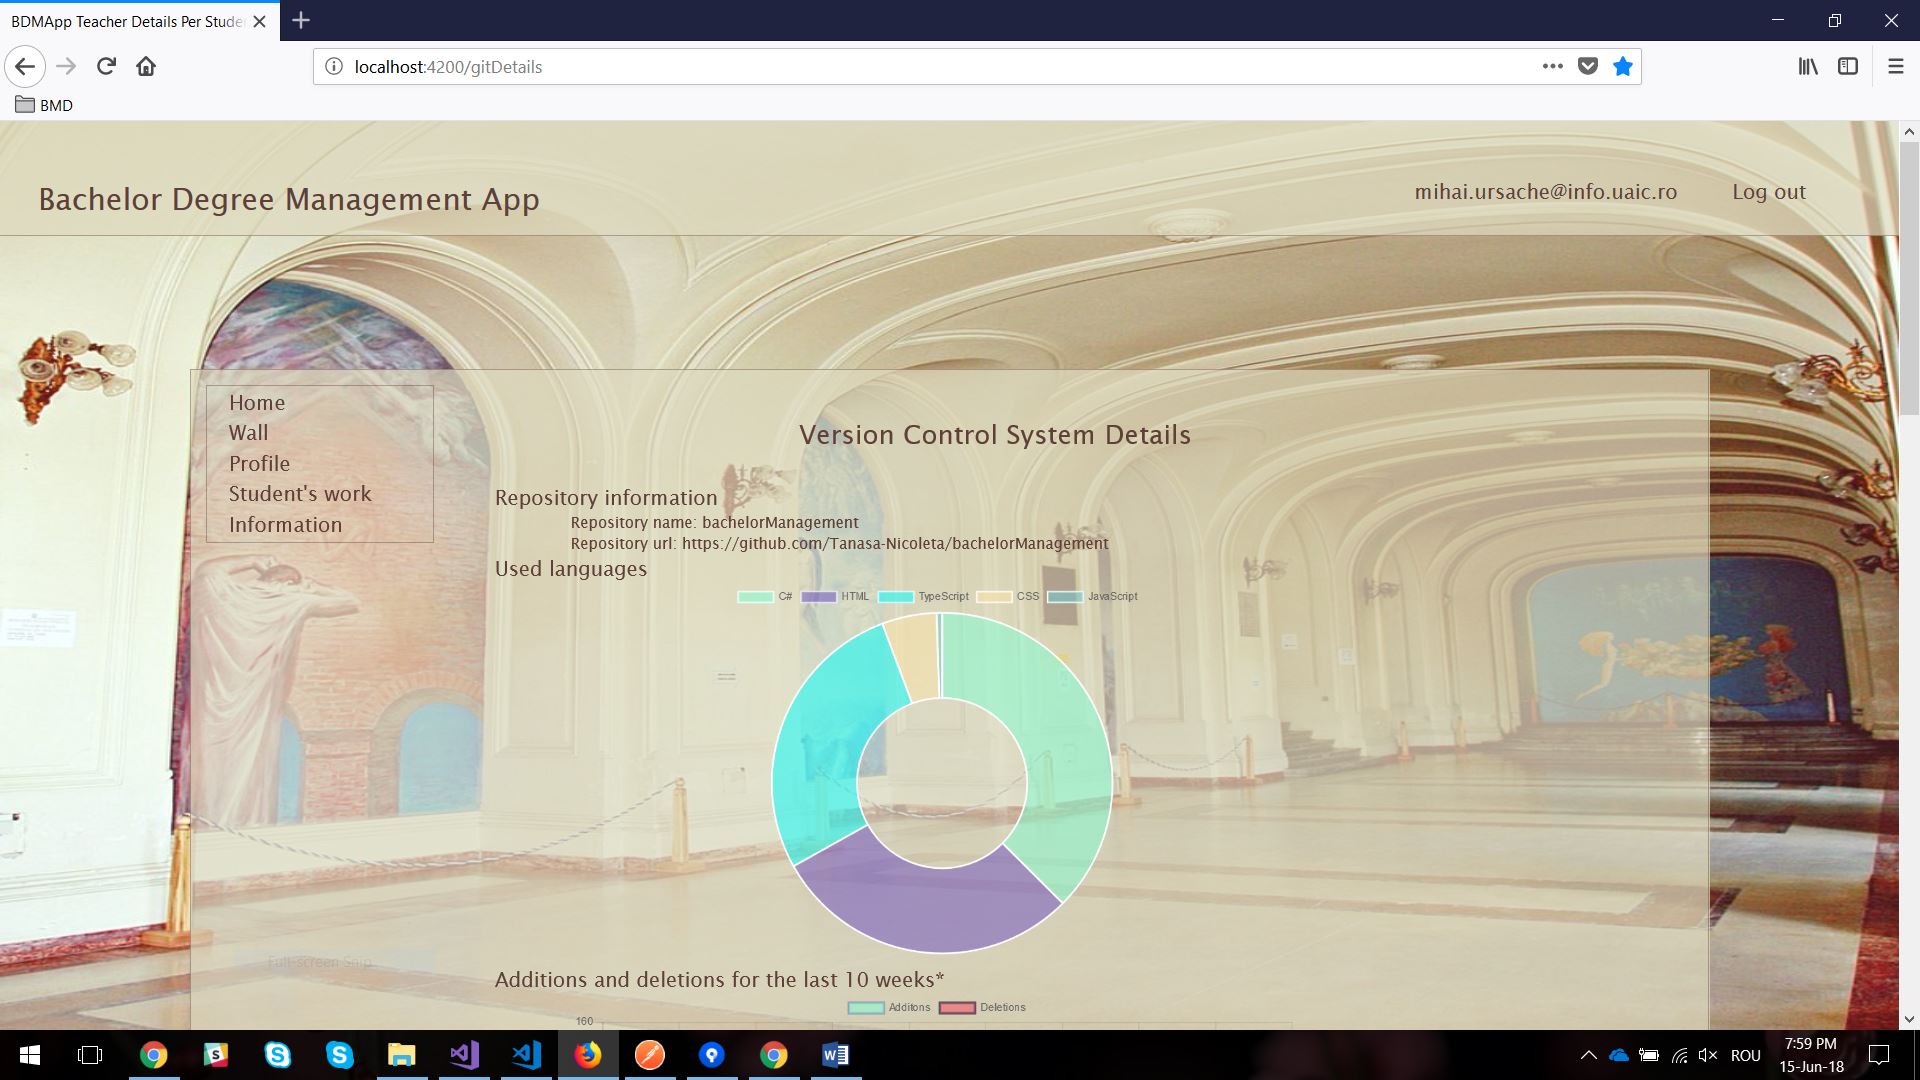 BDMApp Teacher Details Per Stude
localhost:4200/gitDetails
BMD
Bachelor Degree Management App
mihai.ursache@info.uaic.ro
Log out
Home
Wall
Profile
Student's work
Information
Version Control System Details
Repository information
Repository name: bachelorManagement
Repository url: https://github.com/Tanasa-Nicoleta/bachelorManagement
Used languages
C# HTML TypeScript CSS JavaScript
Full-screen Snip
Additions and deletions for the last 10 weeks*
Additons Deletions
160
ROU
7:59 PM
15-Jun-18